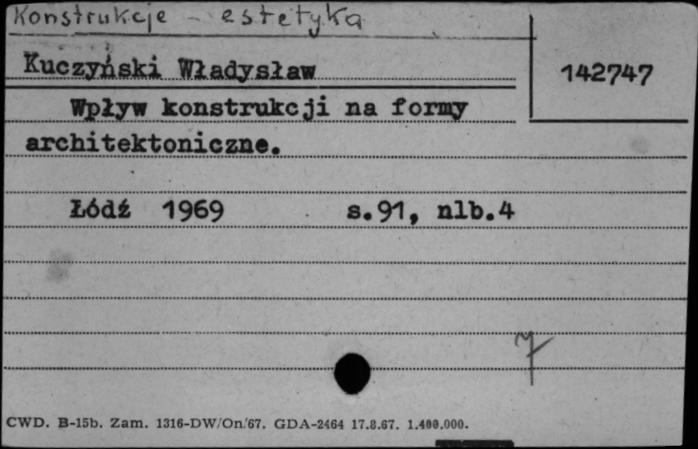 Konstrukcje - estetyka
Kuczyński Władysław
142747
Wpływ konstrukcji na formy
architektoniczne.
Łódź 1969 s.91, nlb.4
7
CWD. B-15b. Zam. 1316-DW/On/67. GDA-2464 17.8.67. 1.400.000.